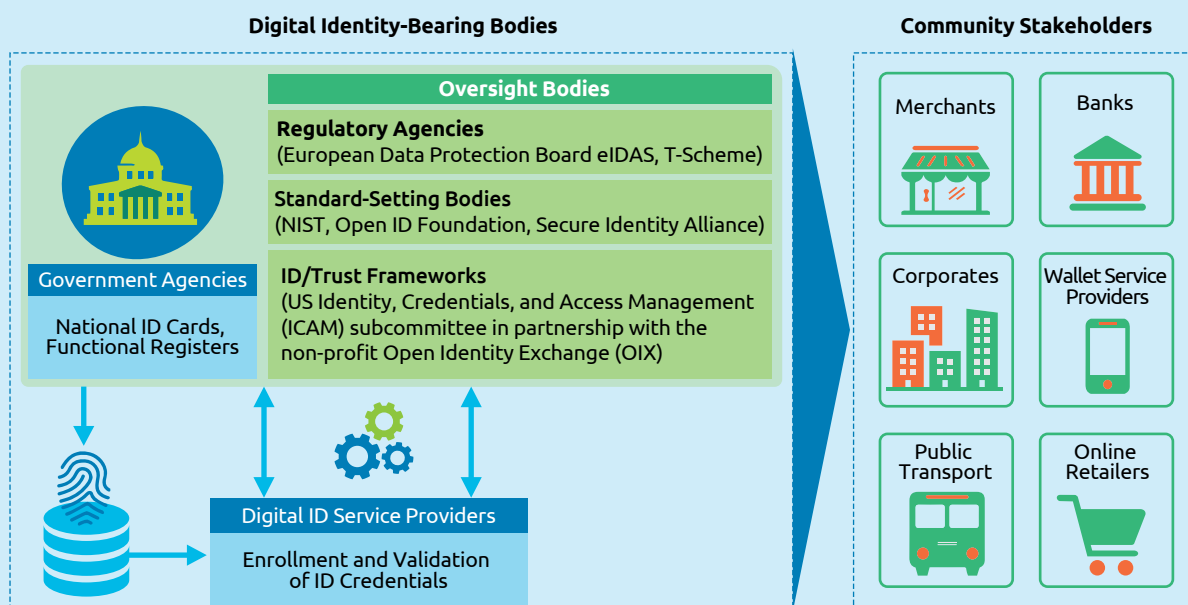 Digital Identity-Bearing Bodies
Oversight Bodies
Regulatory Agencies
(European Data Protection Board eIDAS, T-Scheme)
Standard-Setting Bodies
(NIST, Open ID Foundation, Secure Identity Alliance)
ID/Trust Frameworks
(US Identity, Credentials, and Access Management
(ICAM) subcommittee in partnership with the
non-profit Open Identity Exchange (OIX)
Government Agencies
National ID Cards,
Functional Registers
Digital ID Service Providers
Enrollment and Validation
of ID Credentials
Community Stakeholders
Merchants
Banks
Corporates
Wallet Service
Providers
Public
Transport
Online
Retailers